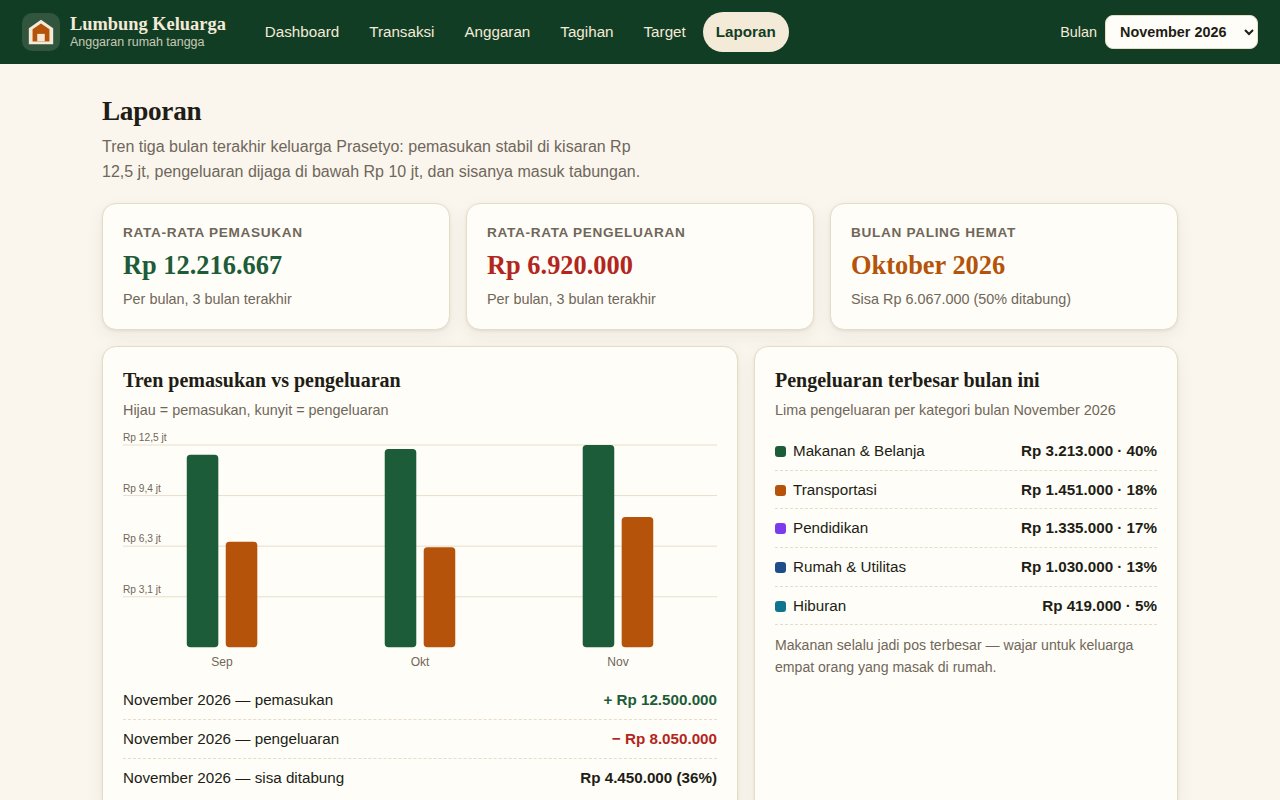 Lumbung Keluarga
Anggaran rumah tangga
Dashboard
Transaksi
Anggaran
Tagihan
Target
Laporan
Bulan
November 2026
Laporan
Tren tiga bulan terakhir keluarga Prasetyo: pemasukan stabil di kisaran Rp
12,5 jt, pengeluaran dijaga di bawah Rp 10 jt, dan sisanya masuk tabungan.
RATA-RATA PEMASUKAN
Rp 12.216.667
Per bulan, 3 bulan terakhir
RATA-RATA PENGELUARAN
Rp 6.920.000
Per bulan, 3 bulan terakhir
BULAN PALING HEMAT
Oktober 2026
Sisa Rp 6.067.000 (50% ditabung)
Tren pemasukan vs pengeluaran
Hijau = pemasukan, kunyit = pengeluaran
Rp 12,5 jt
Rp 9,4 jt
Rp 6,3 jt
Rp 3,1 jt
Sep
Okt
Nov
November 2026 — pemasukan
+ Rp 12.500.000
November 2026 — pengeluaran
− Rp 8.050.000
November 2026 — sisa ditabung
Rp 4.450.000 (36%)
Pengeluaran terbesar bulan ini
Lima pengeluaran per kategori bulan November 2026
Makanan & Belanja
Rp 3.213.000 · 40%
Transportasi
Rp 1.451.000 · 18%
Pendidikan
Rp 1.335.000 · 17%
Rumah & Utilitas
Rp 1.030.000 · 13%
Hiburan
Rp 419.000 · 5%
Makanan selalu jadi pos terbesar — wajar untuk keluarga
empat orang yang masak di rumah.